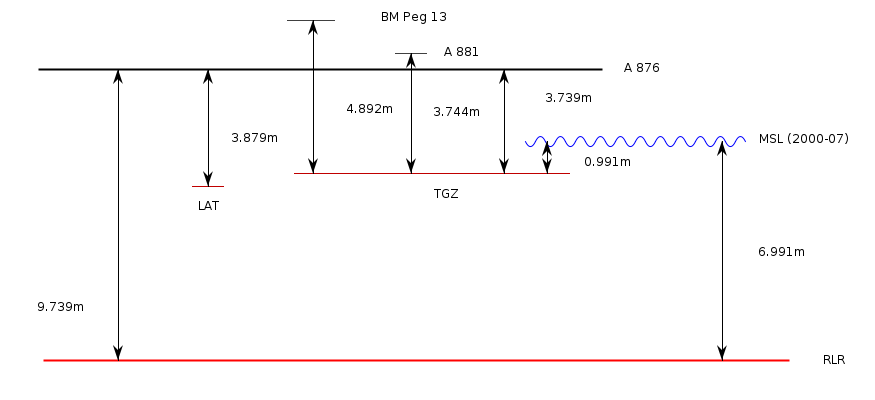 BM Peg 13
A 881
A 876
3.739m
4.892m
3.744m
3.879m
MSL (2000-07)
0.991m
TGZ
LAT
6.991m
9.739m
RLR